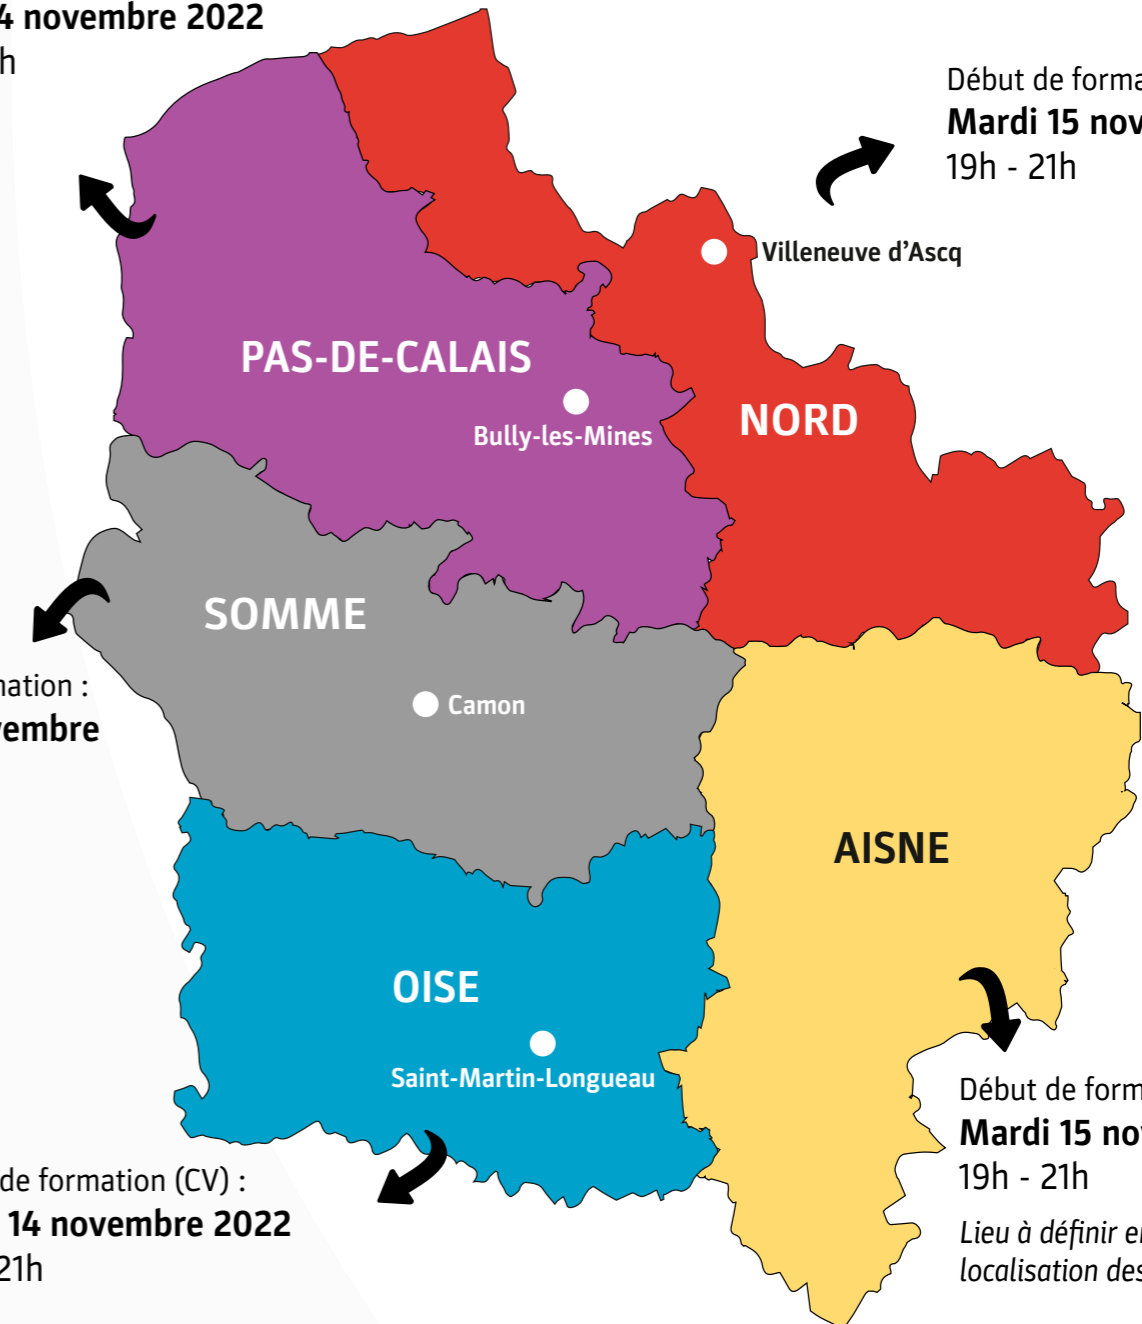 4 novembre 2022
h
Début de forma
Mardi 15 nov
19h - 21h
Villeneuve d'Ascq
PAS-DE-CALAIS
Bully-les-Mines
NORD
SOMME
Camon
nation :
vembre
AISNE
OISE
Saint-Martin-Longueau
Début de form
Mardi 15 no
19h - 21h
Lieu à définir e
localisation des
de formation (CV) :
14 novembre 2022
21h